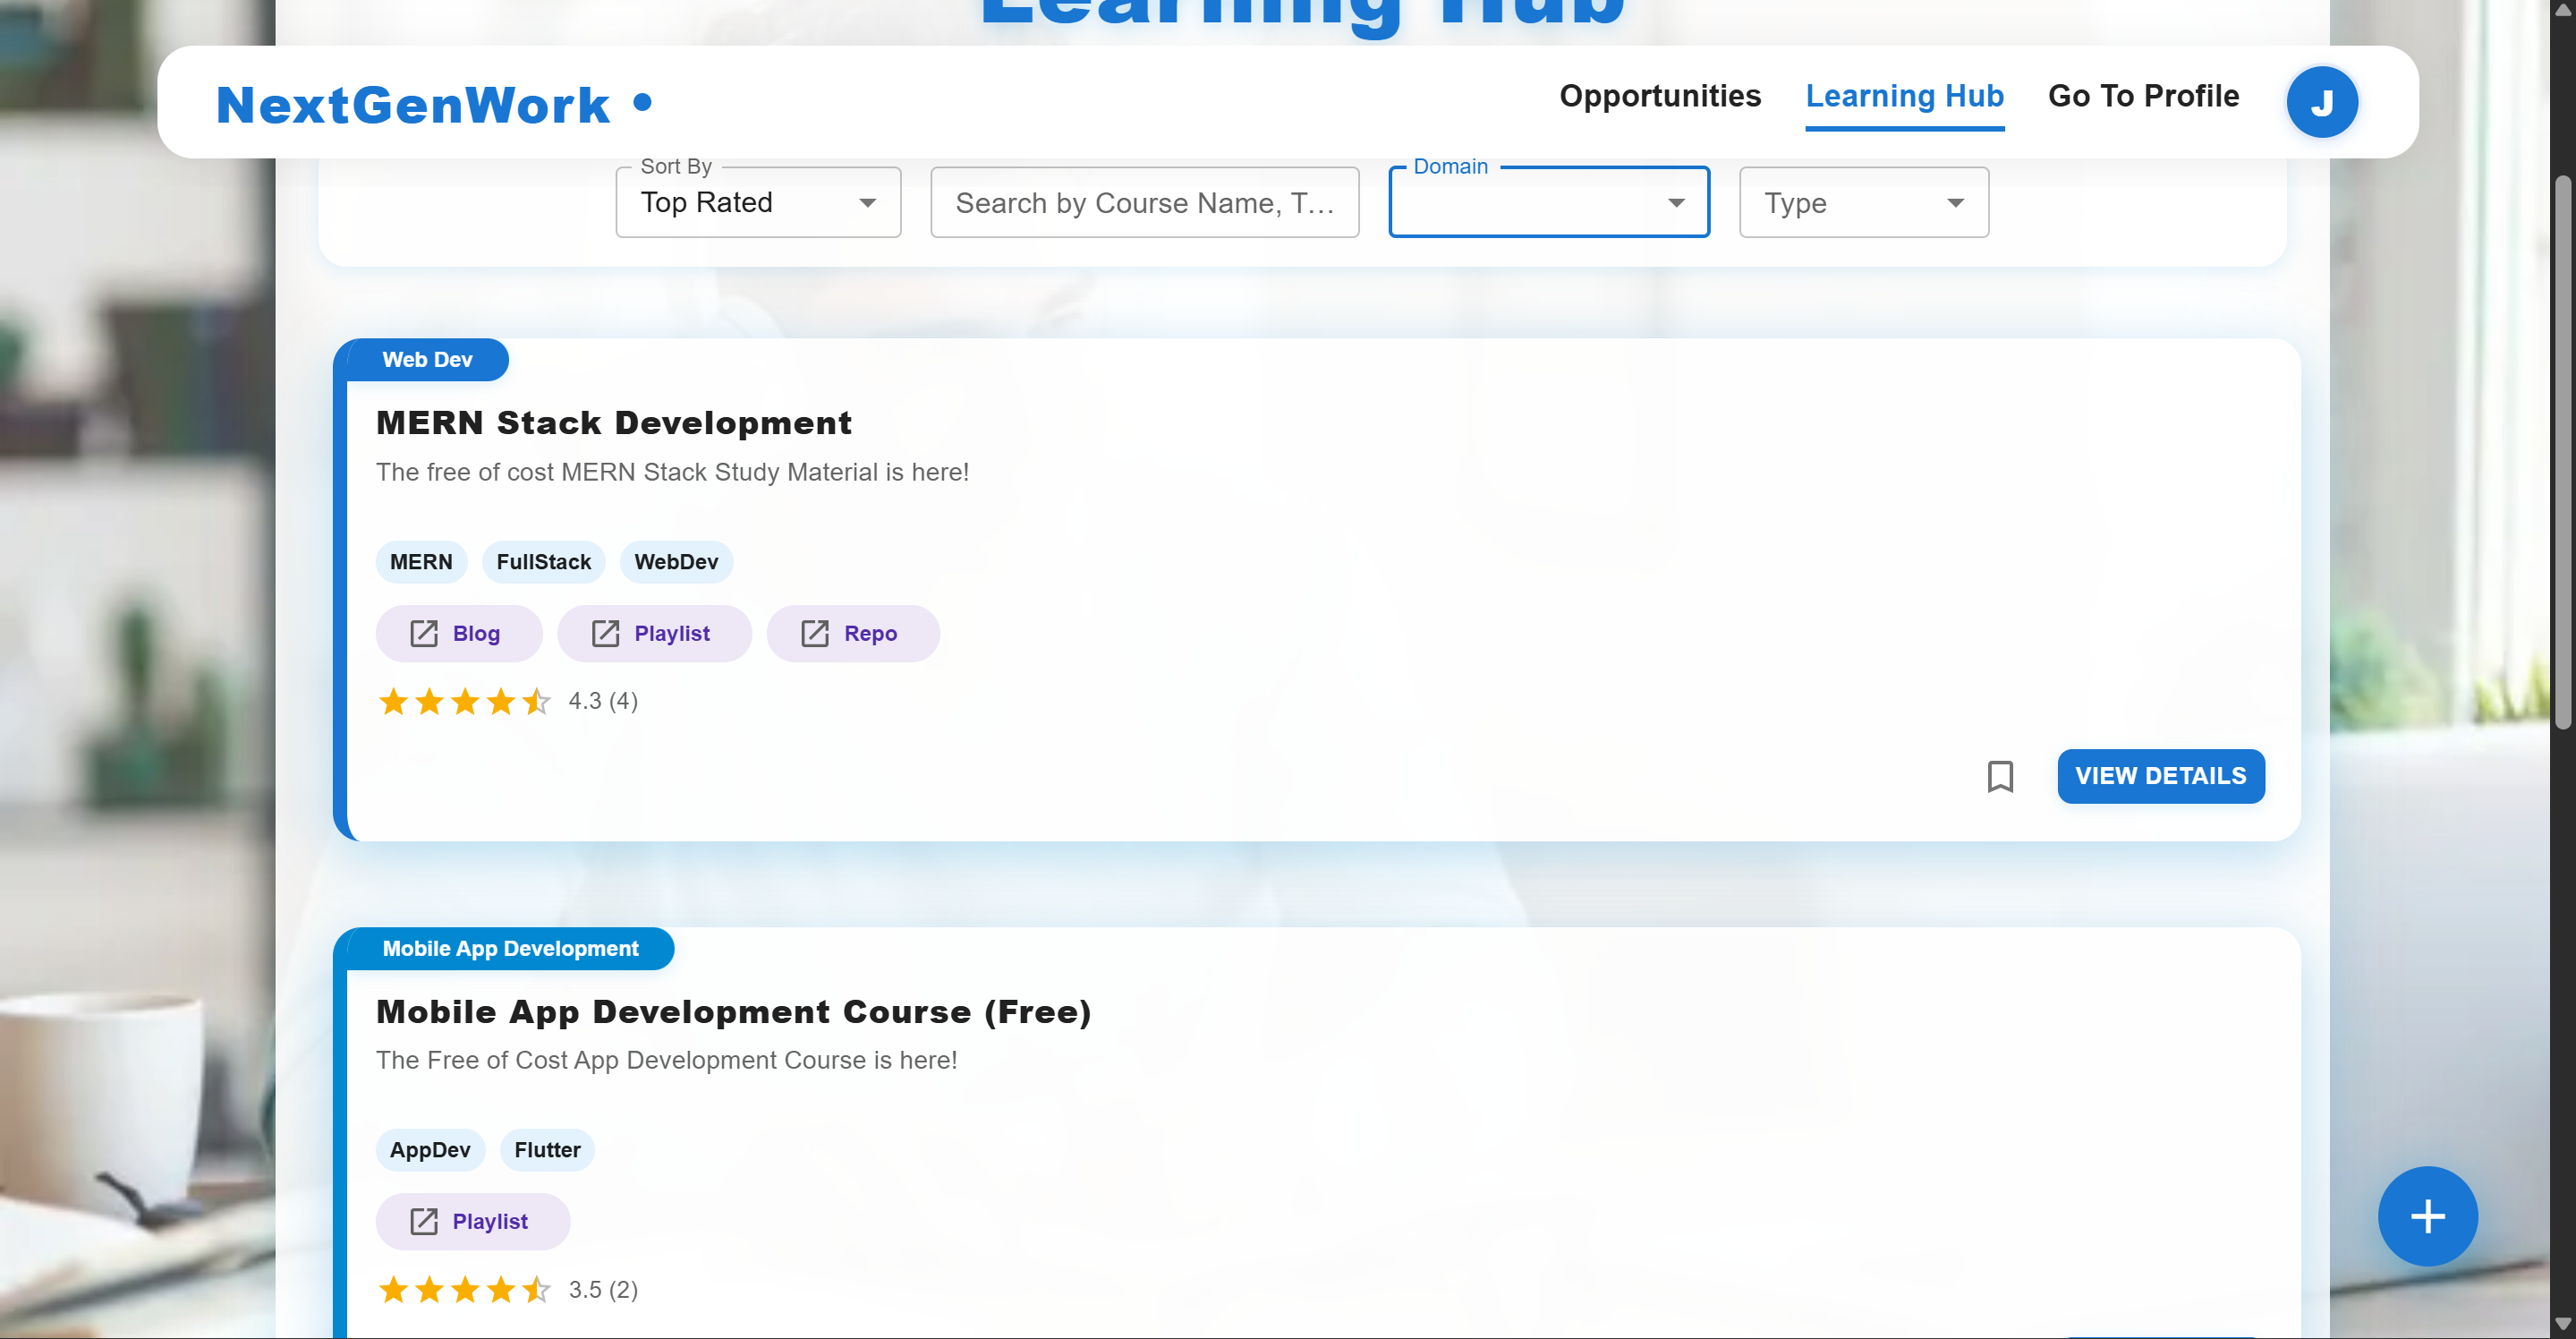 Learning Hub
NextGenWork
Opportunities
Learning Hub
Go To Profile
J
Sort By
Top Rated
Search by Course Name, T...
Domain
Type
Web Dev
MERN Stack Development
The free of cost MERN Stack Study Material is here!
MERN FullStack WebDev
Blog Playlist Repo
4.3 (4)
VIEW DETAILS
Mobile App Development
Mobile App Development Course (Free)
The Free of Cost App Development Course is here!
AppDev Flutter
Playlist
3.5 (2)